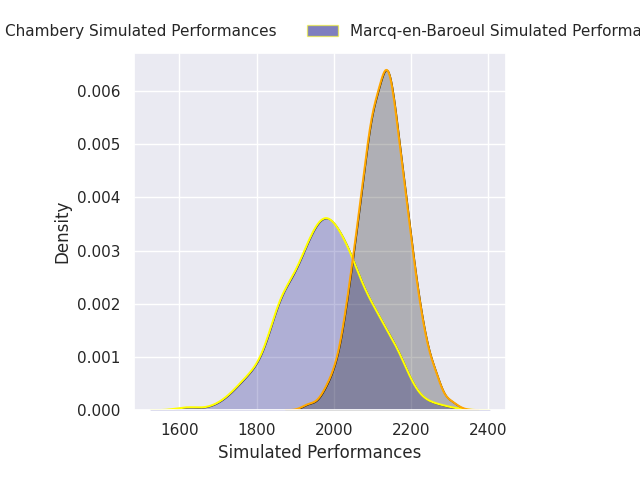 Chambery Simulated Performances
Marcq-en-Baroeul Simulated Performa
0.006
0.005
0.004
0.003
0.002
0.001
0.000
Density
1600 1800 2000 2200 2400
Simulated Performances